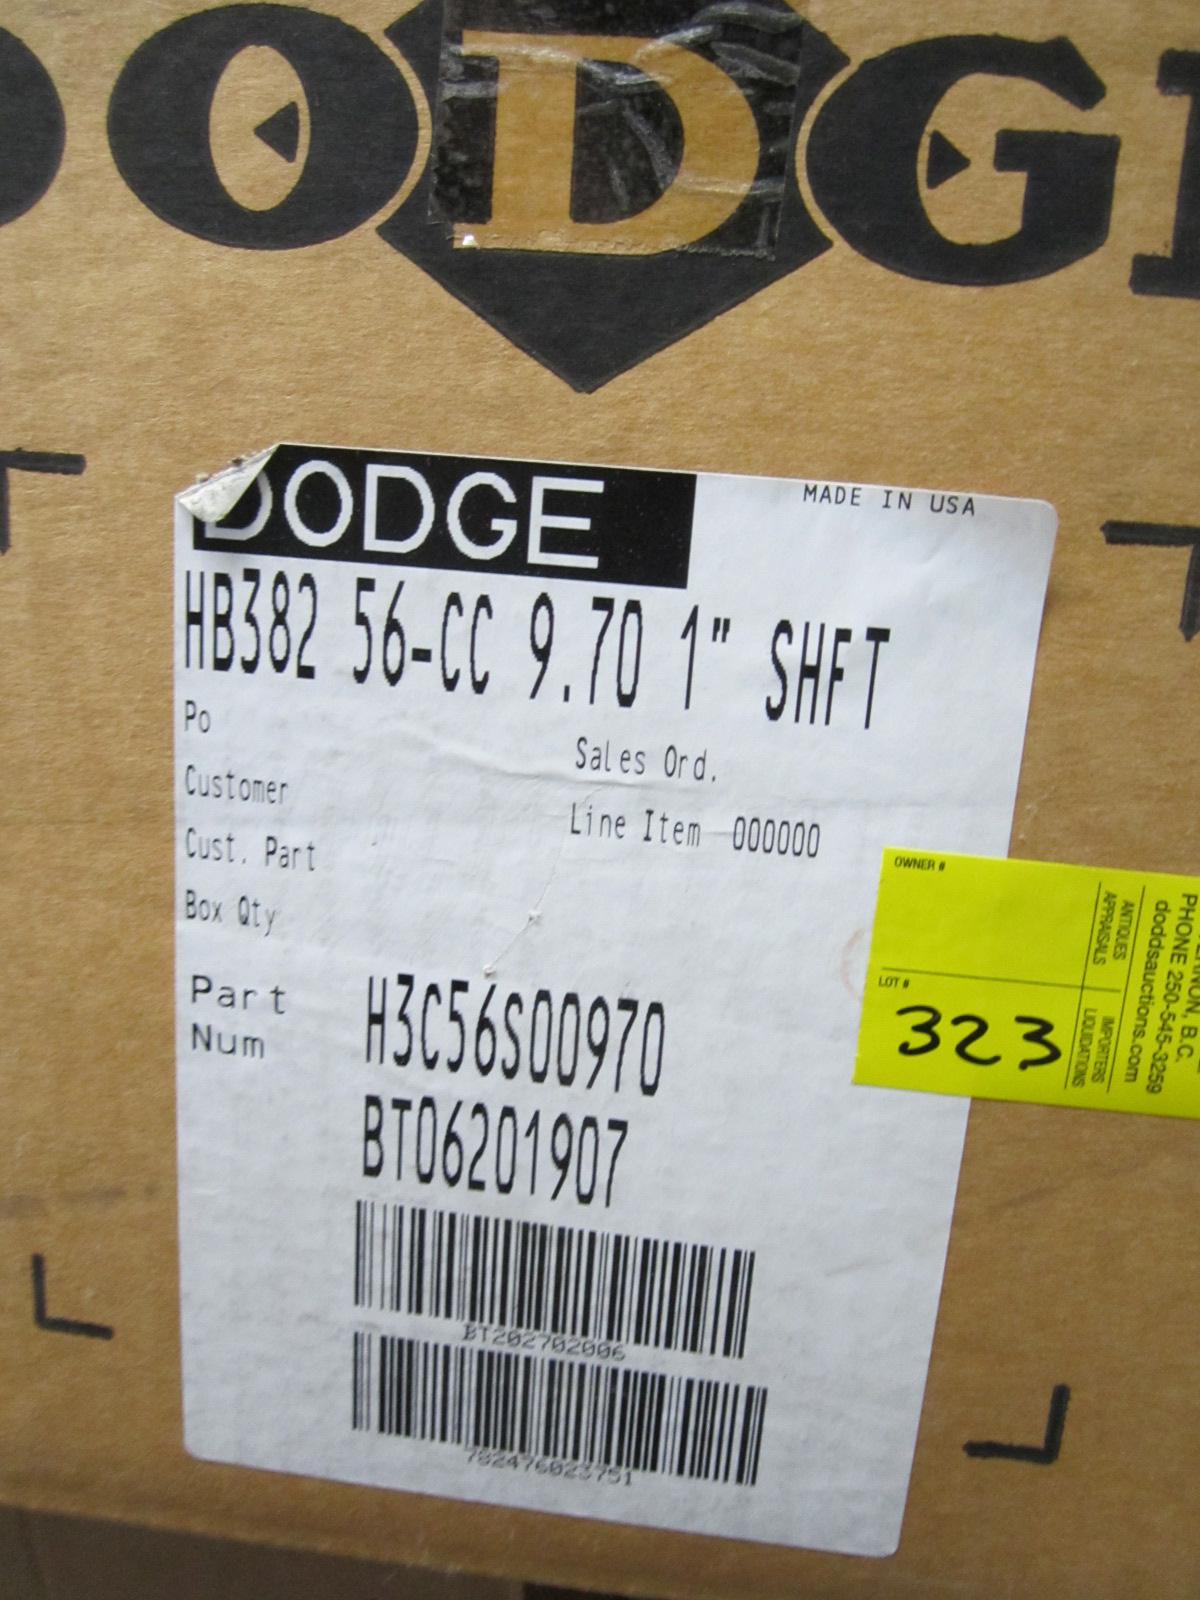 DODGE
DODGE
MADE IN USA
HB382 56-CC 9.70 1" SHFT
Po
Sales Ord.
Customer
Line Item 000000
Cust. Part
Box Qty
Part Num H3C56S00970
BT06201907
BT202702006
782476023751
OWNER #
LOT #
323
ANTIQUES
APPRAISALS
IMPORTERS
LIQUIDATIONS
B.C.
PHONE 250-545-3259
doddsauctions.com